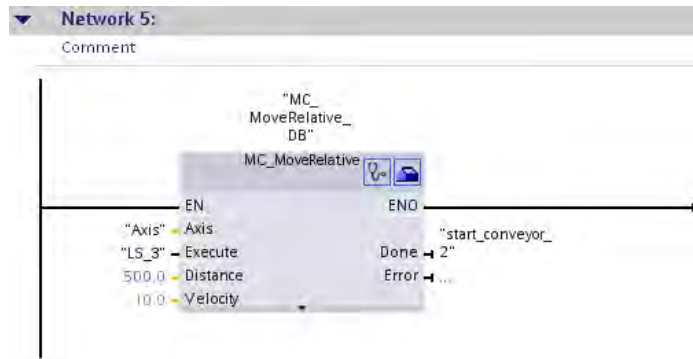 Network 5:
Comment
"MC_
MoveRelative_
DB"
MC_MoveRelative
EN ENO
"Axis" Axis
"start_conveyor_
"LS_3" Execute Done 2"
500.0 Distance Error ...
10.0 Velocity